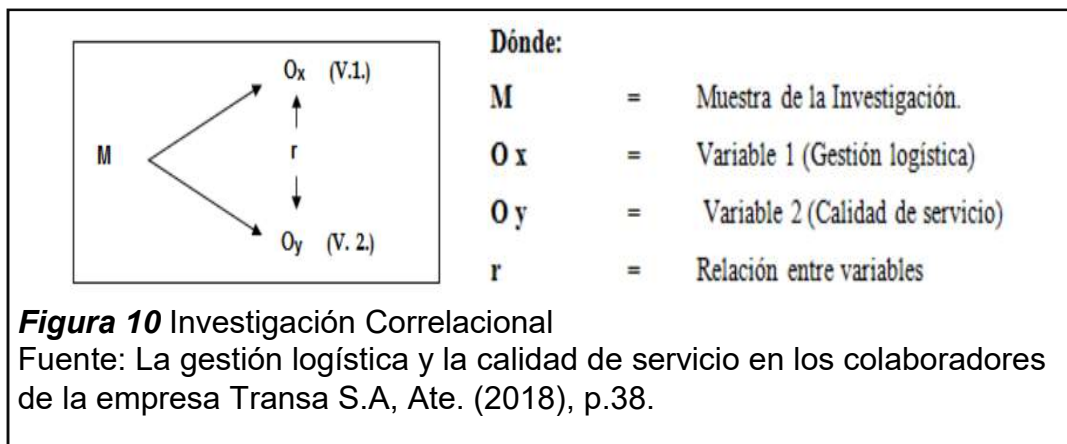 Ox (V.1.)
M
r
Oy (V. 2.)
Dónde:
M = Muestra de la Investigación.
O x = Variable 1 (Gestión logística)
O y = Variable 2 (Calidad de servicio)
r = Relación entre variables
Figura 10 Investigación Correlacional
Fuente: La gestión logística y la calidad de servicio en los colaboradores
de la empresa Transa S.A, Ate. (2018), p.38.